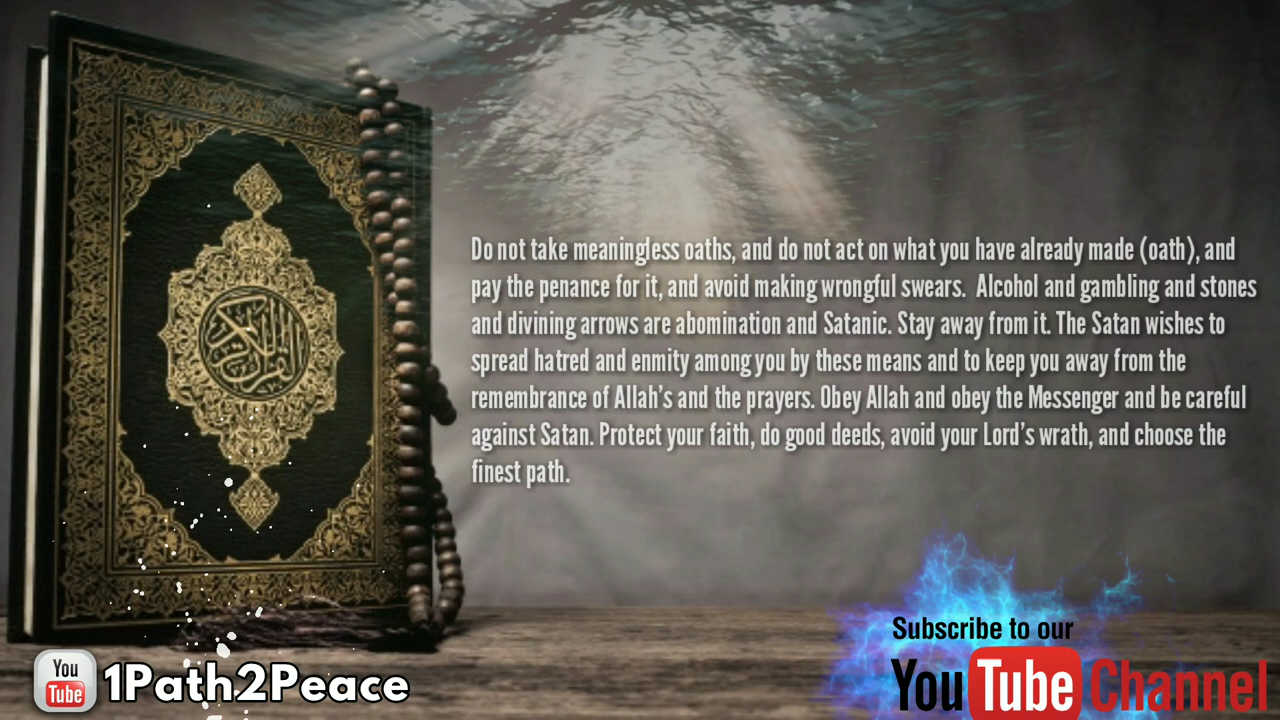 Do not take meaningless oaths, and do not act on what you have already made (oath), and
pay the penance for it, and avoid making wrongful swears.  Alcohol and gambling and stones
and divining arrows are abomination and Satanic. Stay away from it. The Satan wishes to
spread hatred and enmity among you by these means and to keep you away from the
remembrance of Allah's and the prayers. Obey Allah and obey the Messenger and be careful
against Satan. Protect your faith, do good deeds, avoid your Lord's wrath, and choose the
finest path.
Subscribe to our
YouTube Channel
You
Tube
1Path2Peace